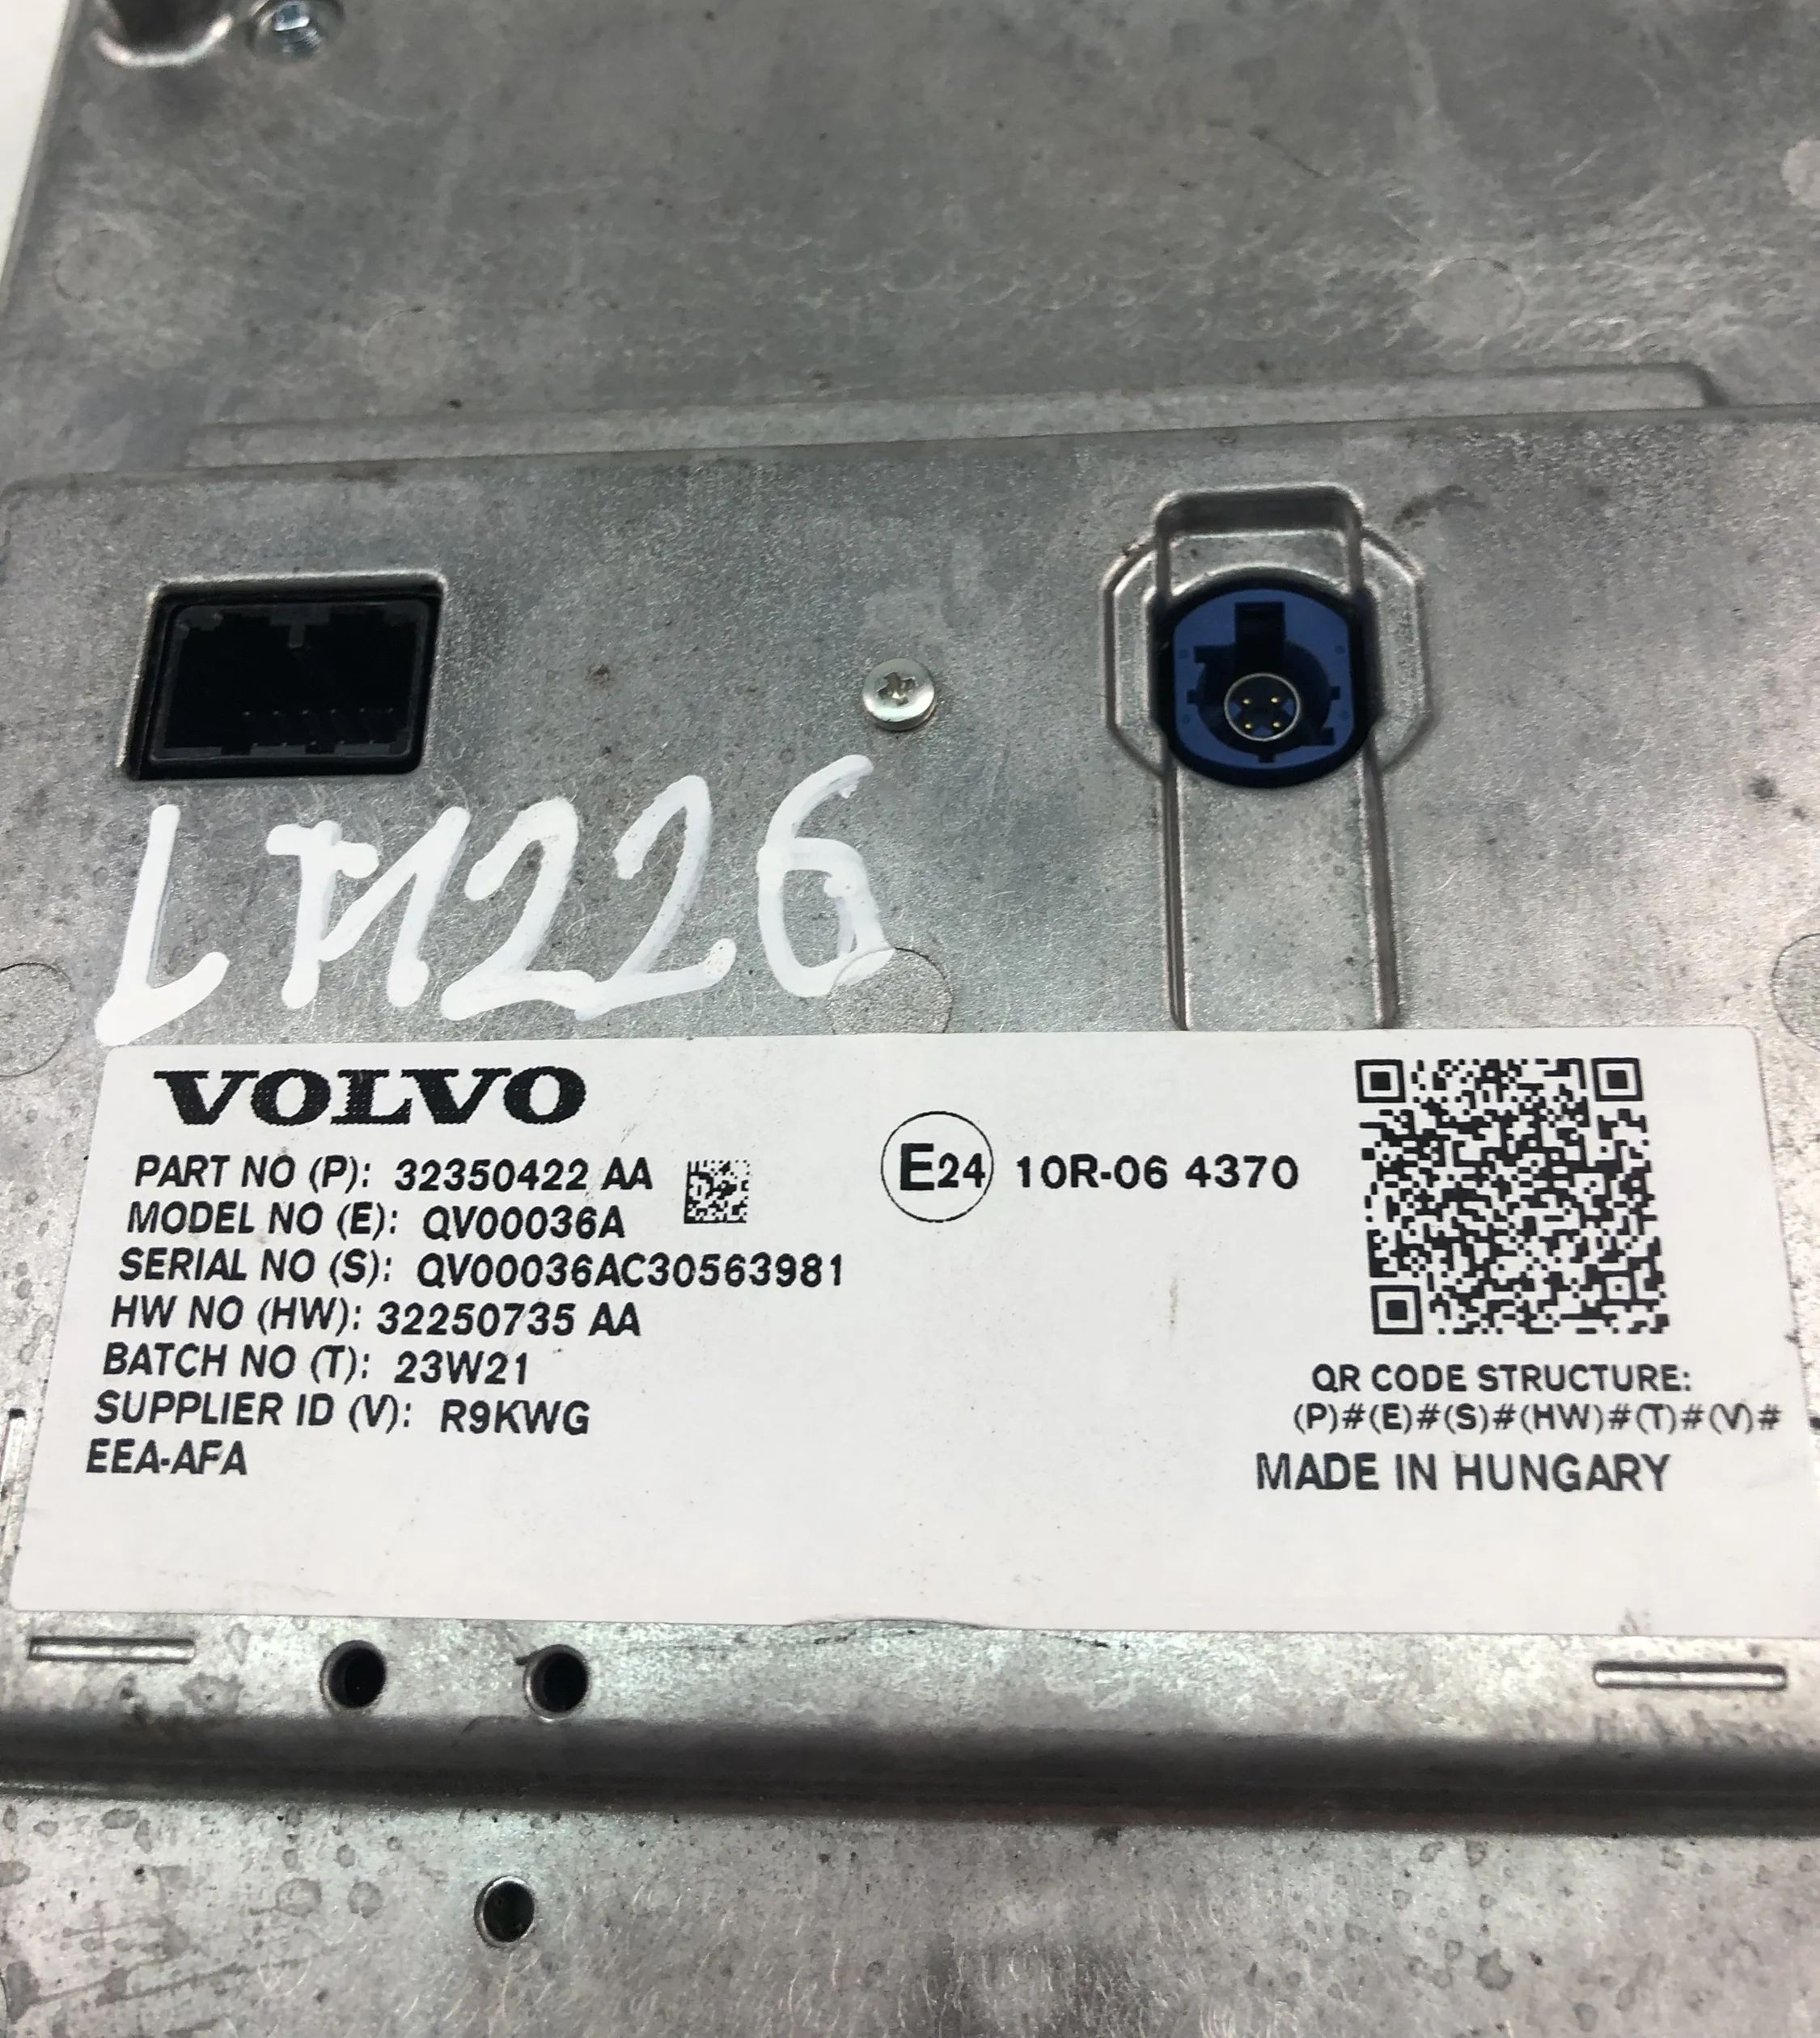 LM226
VOLVO
PART NO (P): 32350422 AA
MODEL NO (E): QV00036A
SERIAL NO (S): QV00036AC30563981
HW NO (HW): 32250735 AA
BATCH NO (T): 23W21
SUPPLIER ID (V): R9KWG
EEA-AFA
E24 10R-06 4370
QR CODE STRUCTURE:
(P)#(E)#(S)#(HW)#(T)#(V)#
MADE IN HUNGARY